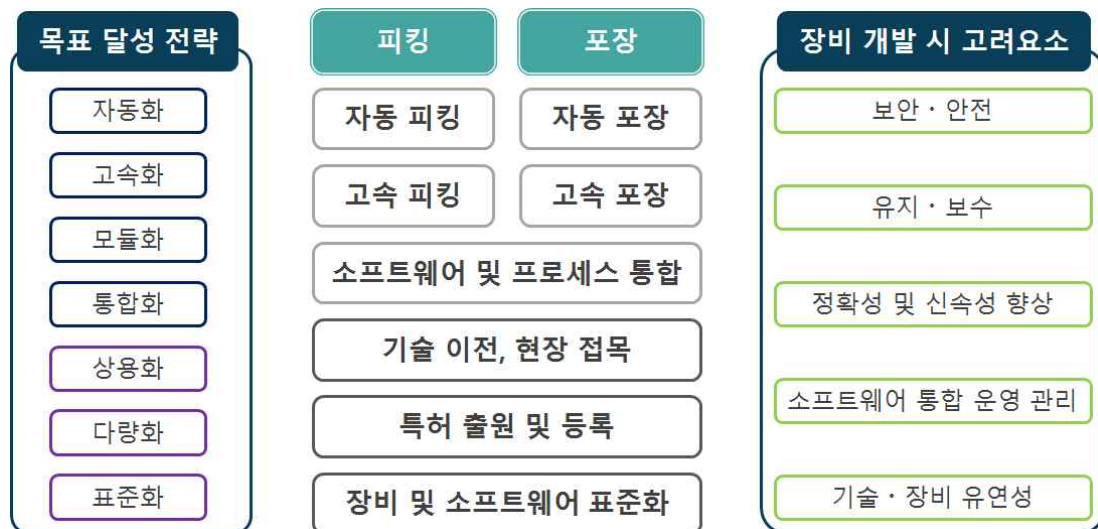 목표 달성 전략
자동화
고속화
모듈화
통합화
상용화
다량화
표준화
피킹
포장
자동 피킹
자동 포장
고속 피킹
고속 포장
소프트웨어 및 프로세스 통합
기술 이전, 현장 접목
특허 출원 및 등록
장비 및 소프트웨어 표준화
장비 개발 시 고려요소
보안・안전
유지・보수
정확성 및 신속성 향상
소프트웨어 통합 운영 관리
기술・장비 유연성